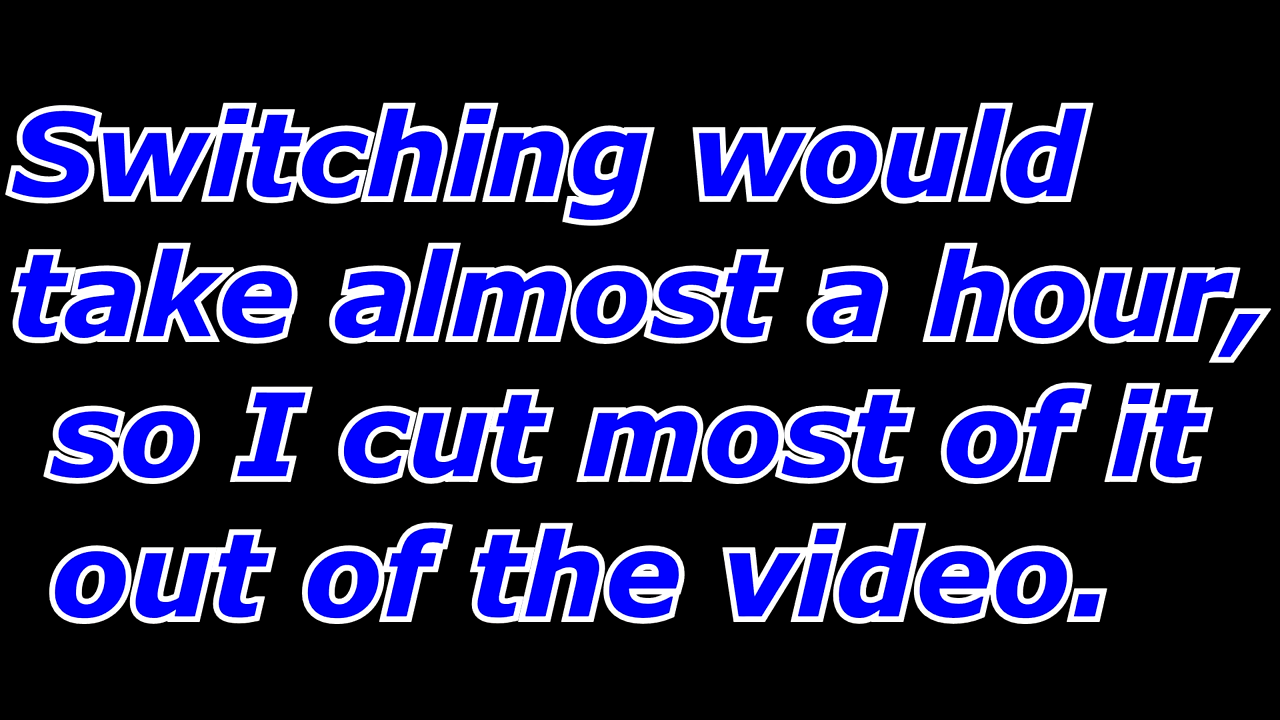 Switching would
take almost a hour,
so I cut most of it
out of the video.